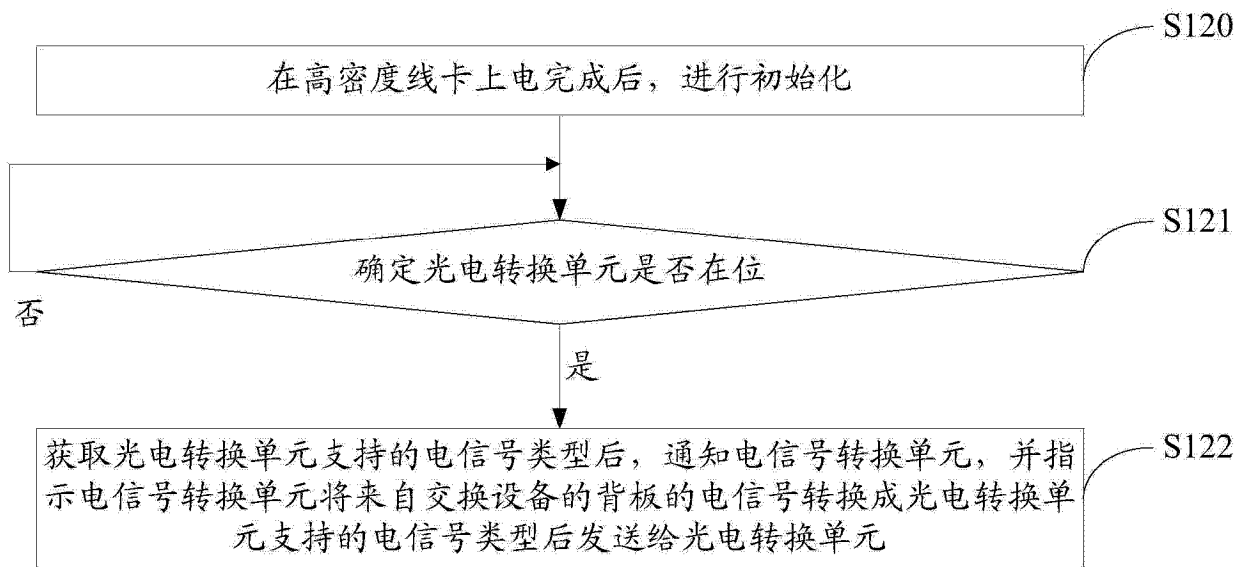 S120
在高密度线卡上电完成后，进行初始化
S121
确定光电转换单元是否在位
否
是
S122
获取光电转换单元支持的电信号类型后，通知电信号转换单元，并指
示电信号转换单元将来自交换设备的背板的电信号转换成光电转换单
元支持的电信号类型后发送给光电转换单元